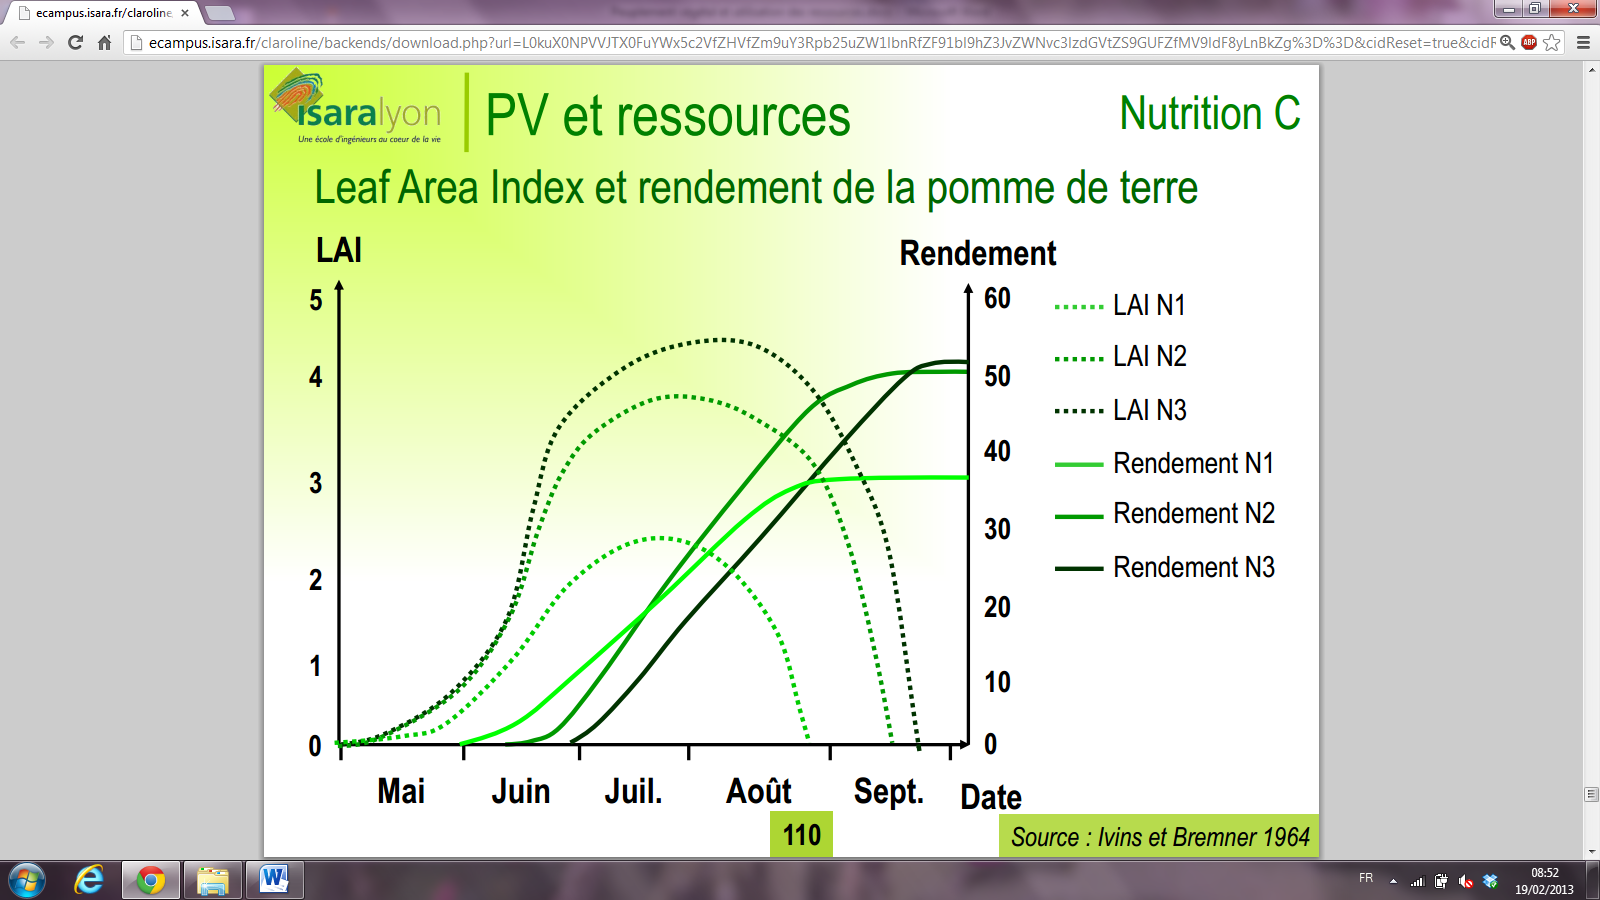 ecampus.isara.fr/claroline
ecampus.isara.fr/claroline/backends/download.php?url=L0kuX0NPVVJTX0FuYWx5c2VfZHVfZm9uY3Rpb25uZW1lbnRfZF91bl9hZ3JvZWNvc3lzdGVtZS9GUFZfMV9ldF8yLnBkZg%3D%3D&cidReset=true&cidR
ABP
isaralyon
Une école d'ingénieurs au coeur de la vie
PV et ressources
Nutrition C
Leaf Area Index et rendement de la pomme de terre
LAI
Rendement
5
4
3
2
1
0
60
50
40
30
20
10
0
LAI N1
LAI N2
LAI N3
Rendement N1
Rendement N2
Rendement N3
Mai
Juin
Juil.
Août
Sept.
Date
110
Source : Ivins et Bremner 1964
FR
08:52
19/02/2013